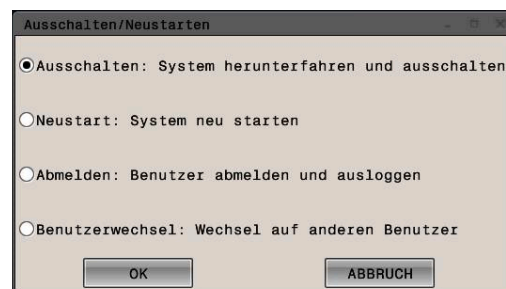 Ausschalten/Neustarten
Ausschalten: System herunterfahren und ausschalten
Neustart: System neu starten
Abmelden: Benutzer abmelden und ausloggen
Benutzerwechsel: Wechsel auf anderen Benutzer
OK ABBRUCH